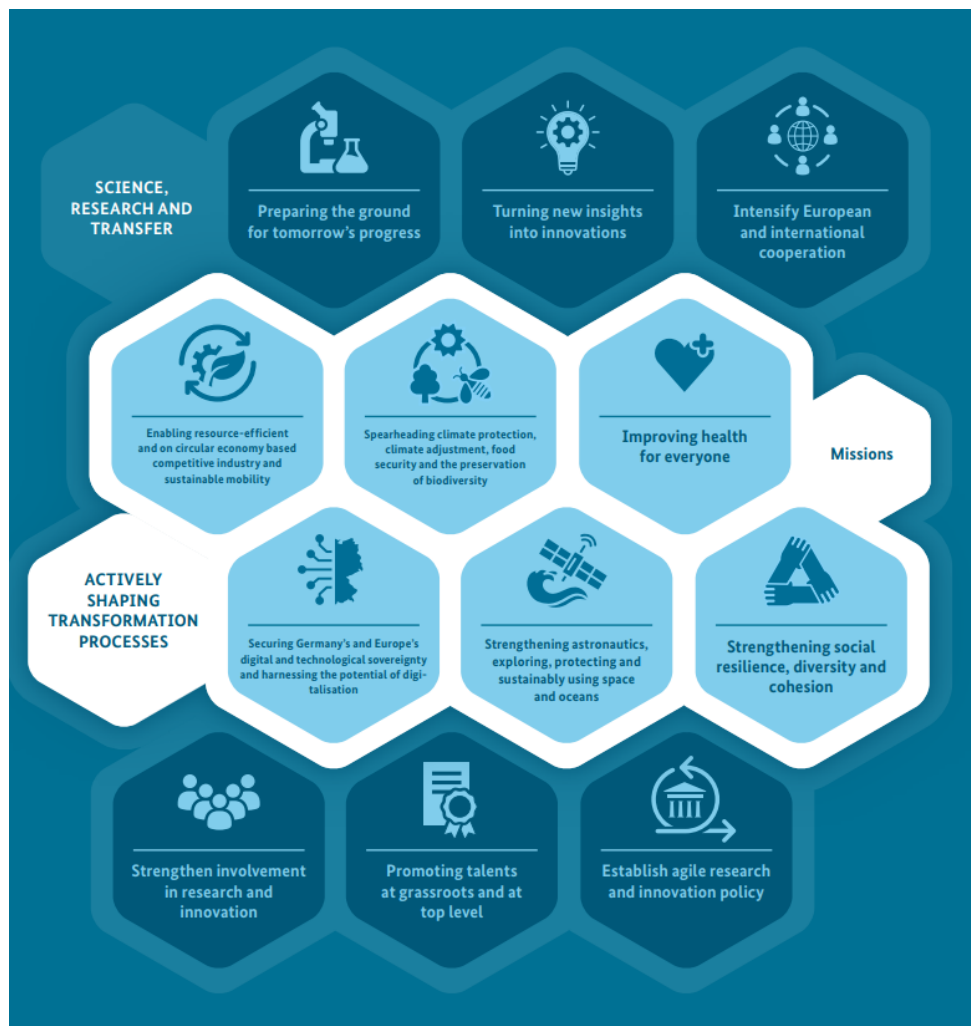 SCIENCE,
RESEARCH AND
TRANSFER
Preparing the ground
for tomorrow's progress
Turning new insights
into innovations
Intensify European
and international
cooperation
Enabling resource-efficient
and on circular economy based
competitive industry and
sustainable mobility
Spearheading climate protection,
climate adjustment, food
security and the preservation
of biodiversity
Improving health
for everyone
Missions
ACTIVELY
SHAPING
TRANSFORMATION
PROCESSES
Securing Germany's and Europe's
digital and technological sovereignty
and harnessing the potential of digi-
talisation
Strengthening astronautics,
exploring, protecting and
sustainably using space
and oceans
Strengthening social
resilience, diversity and
cohesion
Strengthen involvement
in research and
innovation
Promoting talents
at grassroots and at
top level
Establish agile research
and innovation policy